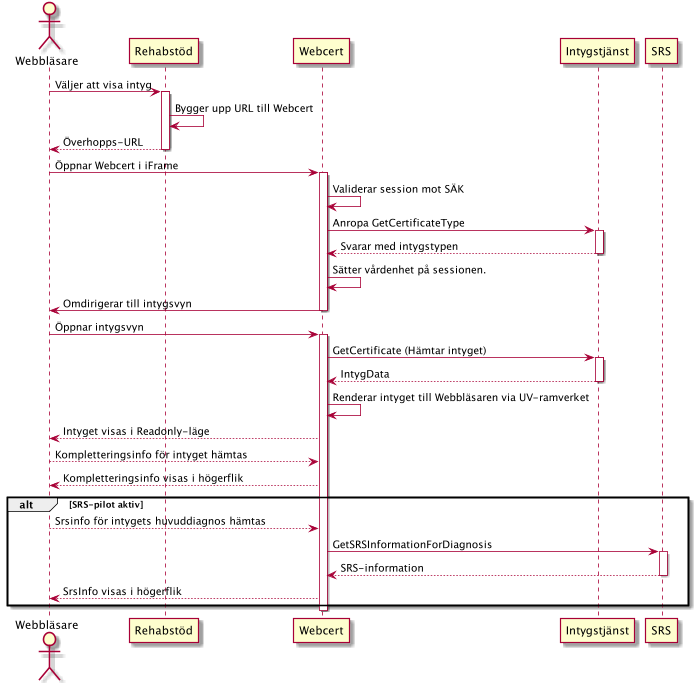 Webbläsare
Rehabstöd
Webcert
Intygstjänst
SRS
Väljer att visa intyg
Bygger upp URL till Webcert
Överhopps-URL
Öppnar Webcert i iFrame
Validerar session mot SÄK
Anropa GetCertificateType
Svarar med intygstypen
Sätter vårdenhet på sessionen.
Omdirigerar till intygsvyn
Öppnar intygsvyn
GetCertificate (Hämtar intyget)
IntygData
Renderar intyget till Webbläsaren via UV-ramverket
Intyget visas i Readonly-läge
Kompletteringsinfo för intyget hämtas
Kompletteringsinfo visas i högerflik
alt [SRS-pilot aktiv]
Srsinfo för intygets huvuddiagnos hämtas
GetSRSInformationForDiagnosis
SRS-information
SrsInfo visas i högerflik
Webbläsare
Rehabstöd
Webcert
Intygstjänst
SRS